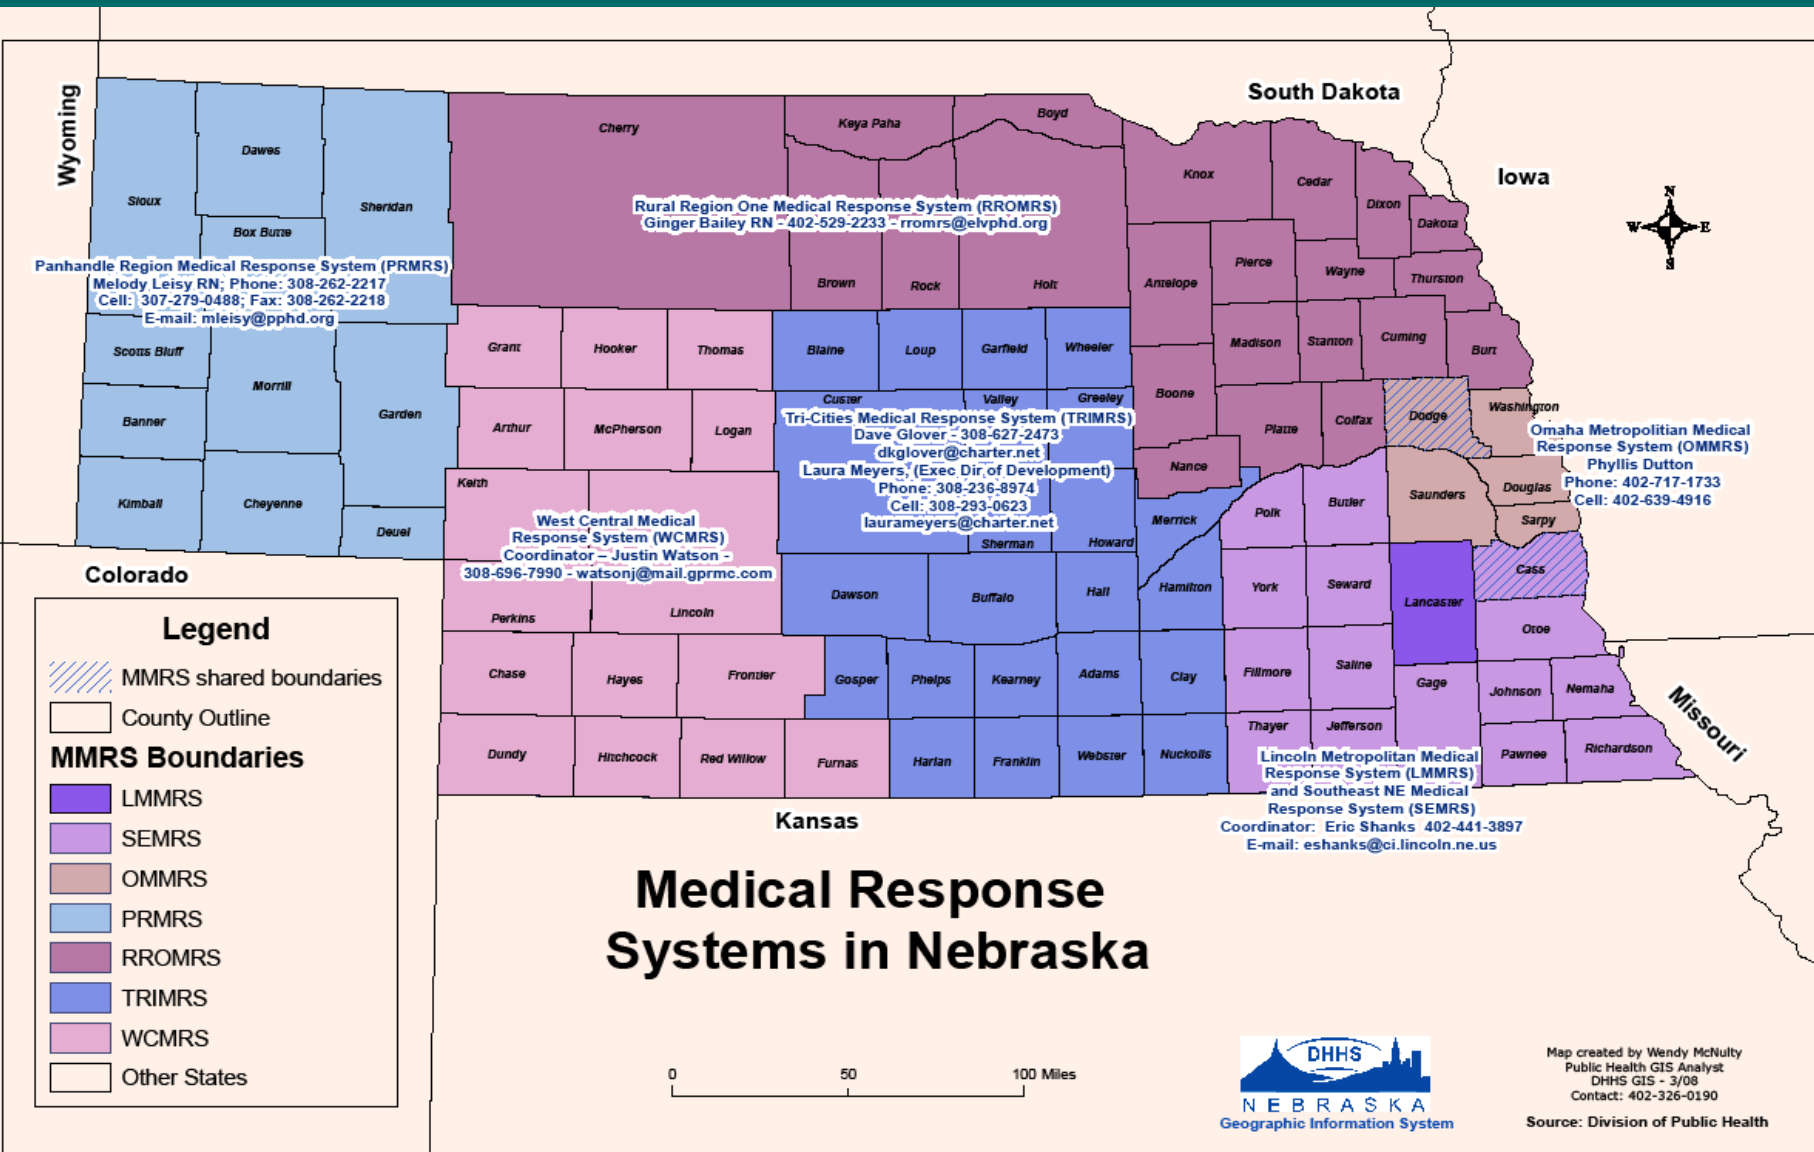 South Dakota
Wyoming
Iowa
N
W
E
S
Cherry
Keya Paha
Boyd
Dawes
Sioux
Sheridan
Box Butte
Knox
Cedar
Dixon
Dakota
Rural Region One Medical Response System (RROMRS)
Ginger Bailey RN - 402-529-2233 - rromrs@elvphd.org
Panhandle Region Medical Response System (PRMRS)
Melody Leisy RN; Phone: 308-262-2217
Cell: 307-279-0488; Fax: 308-262-2218
E-mail: mleisy@pphd.org
Brown
Rock
Holt
Antelope
Pierce
Wayne
Thurston
Scotts Bluff
Morrill
Garden
Banner
Kimball
Cheyenne
Deuel
Grant
Hooker
Thomas
Blaine
Loup
Garfield
Wheeler
Madison
Stanton
Cuming
Burt
Arthur
McPherson
Logan
Custer
Valley
Greeley
Boone
Platte
Colfax
Dodge
Washington
Nance
Tri-Cities Medical Response System (TRIMRS)
Dave Glover - 308-627-2473
dkglover@charter.net
Laura Meyers, (Exec Dir of Development)
Phone: 308-236-8974
Cell: 308-293-0623
laurameyers@charter.net
Omaha Metropolitan Medical
Response System (OMMRS)
Phyllis Dutton
Phone: 402-717-1733
Cell: 402-639-4916
Keith
West Central Medical
Response System (WCMRS)
Coordinator – Justin Watson -
308-696-7990 - watsonj@mail.gprmc.com
Sherman
Howard
Merrick
Polk
Butler
Saunders
Douglas
Sarpy
Perkins
Lincoln
Dawson
Buffalo
Hall
Hamilton
York
Seward
Lancaster
Cass
Otoe
Chase
Hayes
Frontier
Gosper
Phelps
Kearney
Adams
Clay
Fillmore
Saline
Gage
Johnson
Nemaha
Dundy
Hitchcock
Red Willow
Furnas
Harlan
Franklin
Webster
Nuckolls
Thayer
Jefferson
Pawnee
Richardson
Lincoln Metropolitan Medical
Response System (LMMRS)
and Southeast NE Medical
Response System (SEMRS)
Coordinator: Eric Shanks 402-441-3897
E-mail: eshanks@ci.lincoln.ne.us
Colorado
Kansas
Missouri
Legend
MMRS shared boundaries
County Outline
MMRS Boundaries
LMMRS
SEMRS
OMMRS
PRMRS
RROMRS
TRIMRS
WCMRS
Other States
Medical Response
Systems in Nebraska
0 50 100 Miles
DHHS
NEBRASKA
Geographic Information System
Map created by Wendy McNulty
Public Health GIS Analyst
DHHS GIS - 3/08
Contact: 402-326-0190
Source: Division of Public Health